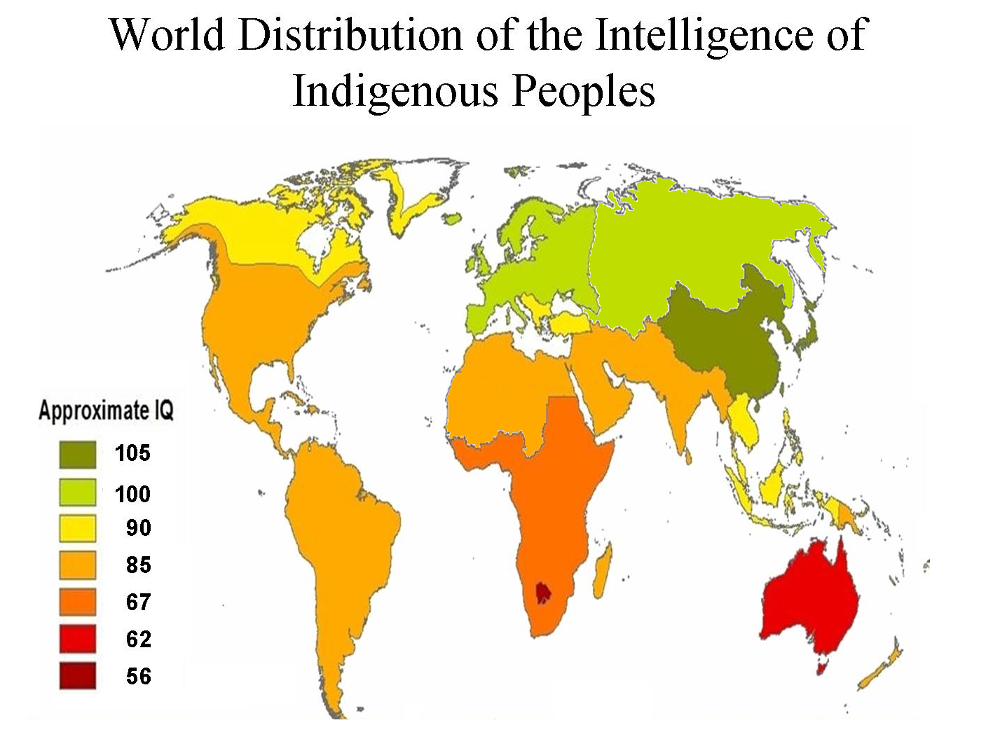 World Distribution of the Intelligence of
Indigenous Peoples
Approximate IQ
105
100
90
85
67
62
56